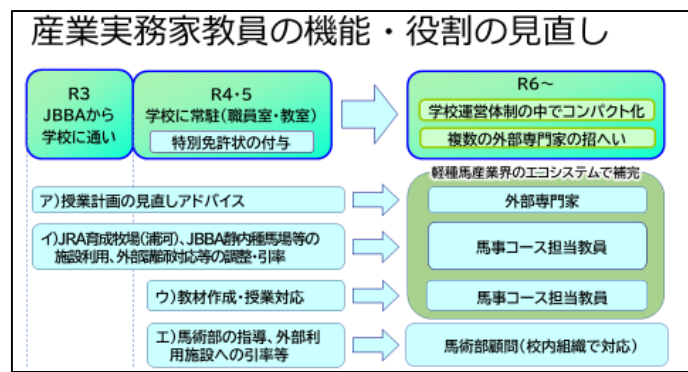 産業実務家教員の機能・役割の見直し
R3
JBBAから
学校に通い
R4・5
学校に常駐(職員室・教室)
特別免許状の付与
R6～
学校運営体制の中でコンパクト化
複数の外部専門家の招へい
軽種馬産業界のエコシステムで補完
ア)授業計画の見直しアドバイス
外部専門家
イ)JRA育成牧場(浦河)、JBBA静内種馬場等の
施設利用、外部講師対応等の調整・引率
馬事コース担当教員
ウ)教材作成・授業対応
馬事コース担当教員
エ)馬術部の指導、外部利
用施設への引率等
馬術部顧問(校内組織で対応)